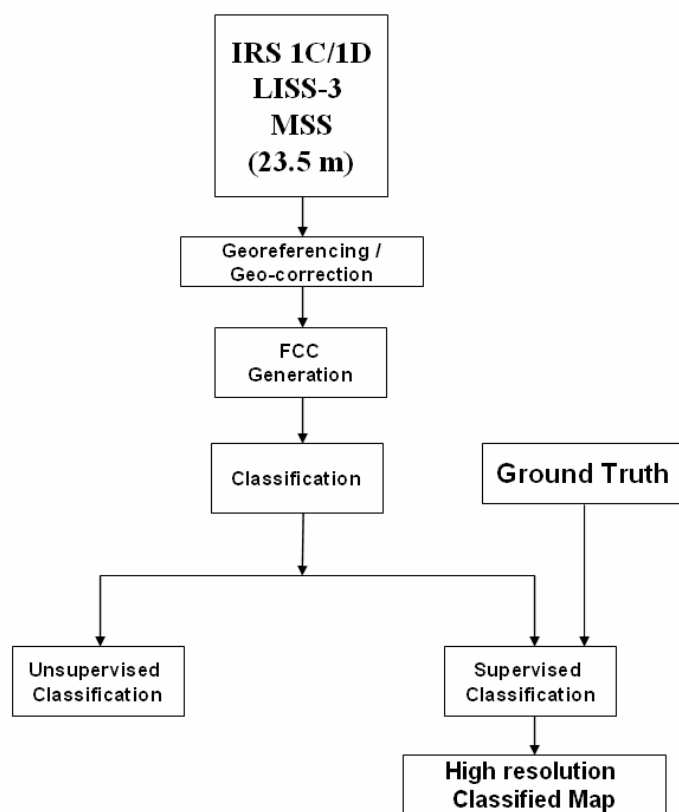 IRS 1C/1D
LISS-3
MSS
(23.5 m)
Georeferencing /
Geo-correction
FCC
Generation
Classification
Ground Truth
Unsupervised
Classification
Supervised
Classification
High resolution
Classified Map